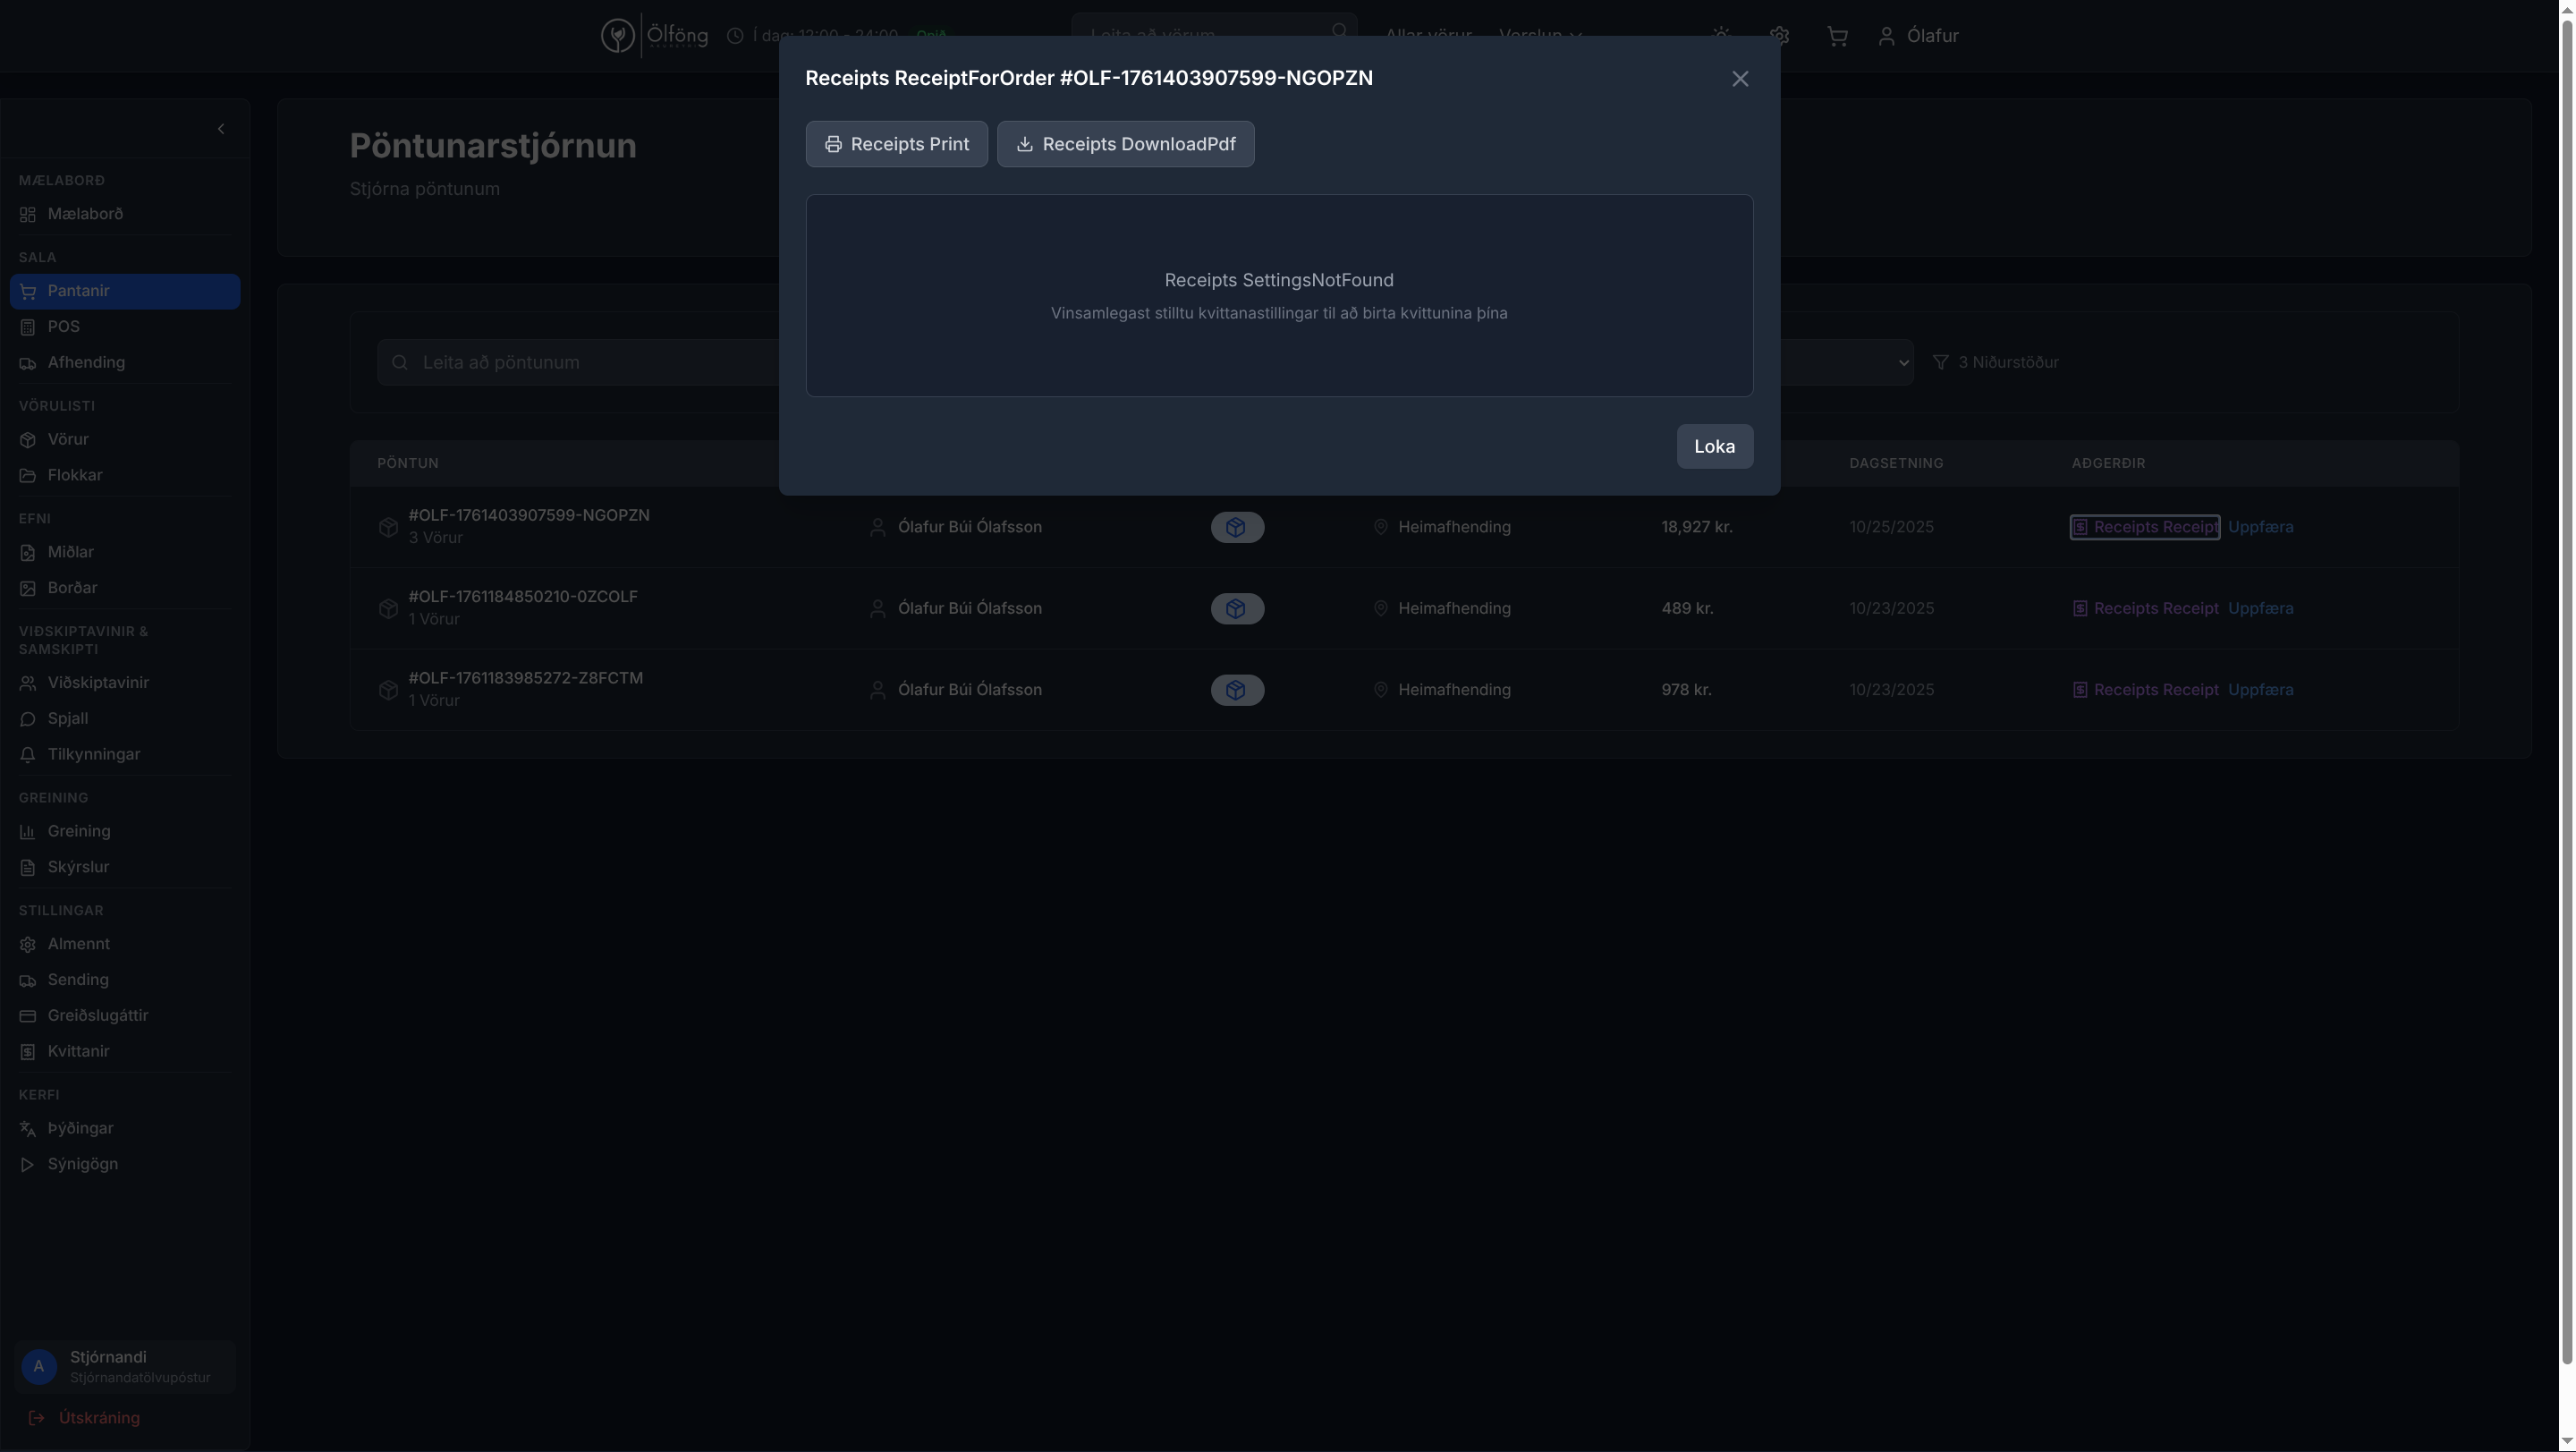 Ölföng
Í dag: 12:00 - 24:00 Opið
Leita að vörum
Allar vörur
Verslun
Ólafur
Receipts ReceiptForOrder #OLF-1761403907599-NGOPZN
Receipts Print
Receipts DownloadPdf
Receipts SettingsNotFound
Vinsamlegast stilltu kvittanastillingar til að birta kvittunina þína
Loka
MÆLABORÐ
Mælaborð
SALA
Pantanir
POS
Afhending
VÖRULISTI
Vörur
Flokkar
EFNI
Miðlar
Borðar
VIÐSKIPTAVINIR &
SAMSKIPTI
Viðskiptavinir
Spjall
Tilkynningar
GREINING
Greining
Skýrslur
STILLINGAR
Almennt
Sending
Greiðslugáttir
Kvittanir
KERFI
Þýðingar
Sýnigögn
A
Stjórnandi
Stjórnandatölvupóstur
Útskráning
Pöntunarstjórnun
Stjórna pöntunum
Leita að pöntunum
3 Niðurstöður
PÖNTUN DAGSETNING AÐGERÐIR
#OLF-1761403907599-NGOPZN
3 Vörur
Ólafur Búi Ólafsson Heimafhending 18,927 kr. 10/25/2025 Receipts Receipt Uppfæra
#OLF-1761184850210-0ZCOLF
1 Vörur
Ólafur Búi Ólafsson Heimafhending 489 kr. 10/23/2025 Receipts Receipt Uppfæra
#OLF-1761183985272-Z8FCTM
1 Vörur
Ólafur Búi Ólafsson Heimafhending 978 kr. 10/23/2025 Receipts Receipt Uppfæra